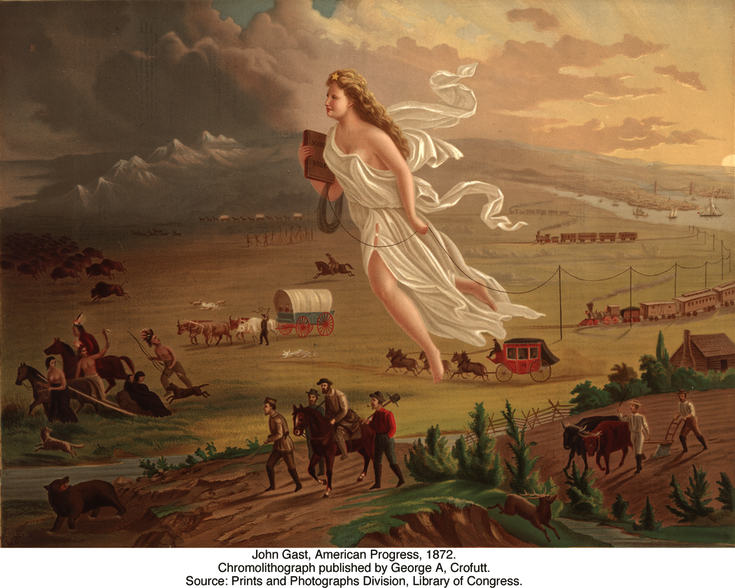 John Gast, American Progress, 1872.
Chromolithograph published by George A, Crofutt.
Source: Prints and Photographs Division, Library of Congress.